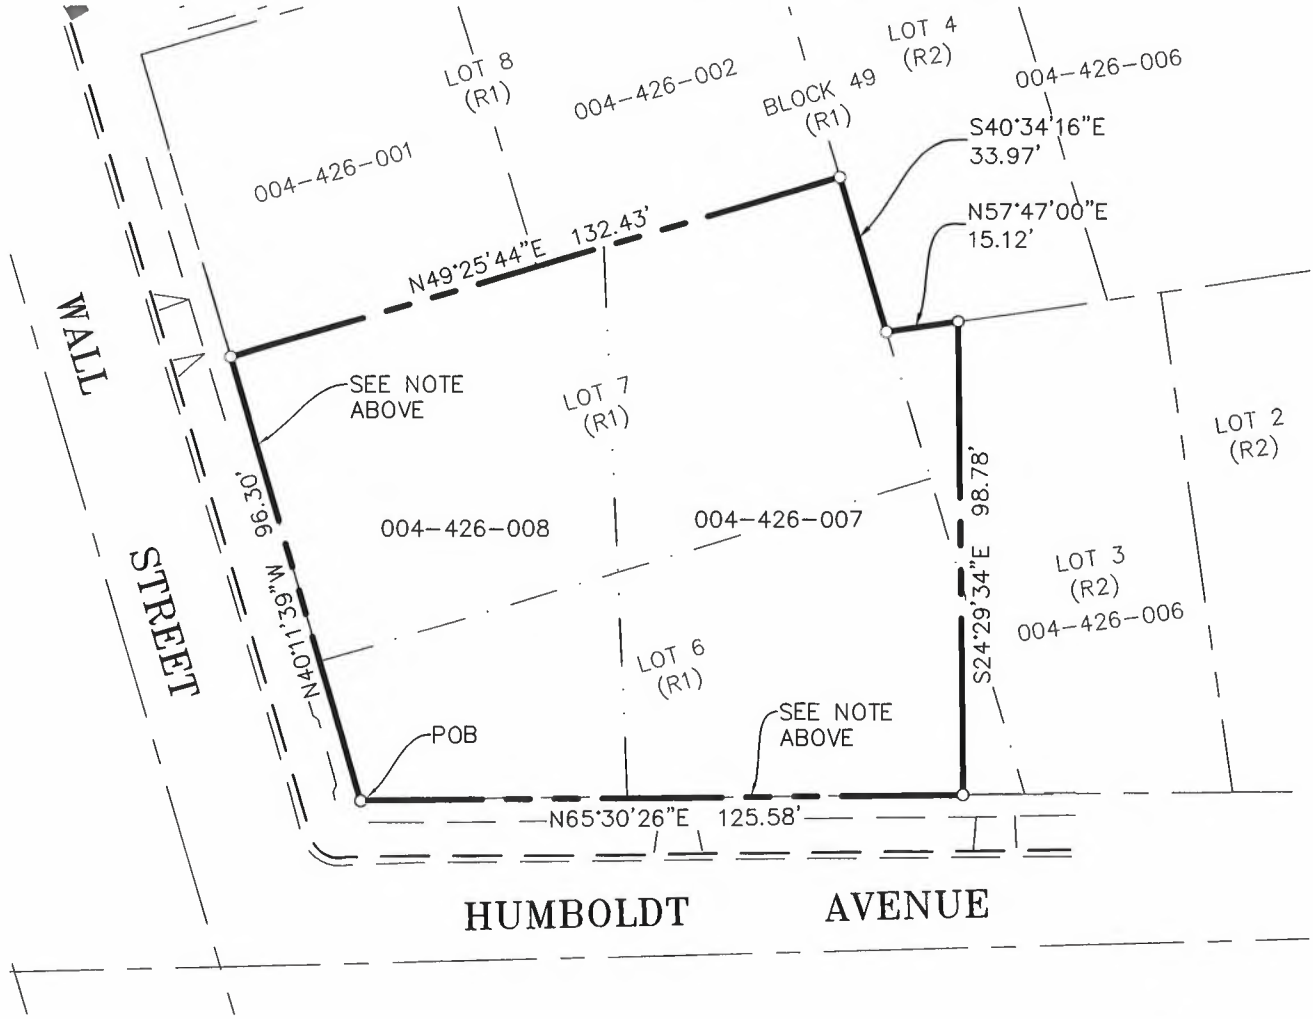 LOT 8
(R1)
004-426-002
BLOCK 49
(R1)
LOT 4
(R2)
004-426-006
004-426-001
S40°34'16"E
33.97'
N57°47'00"E
15.12'
N49°25'44"E 132.43'
WALL
STREET
SEE NOTE
ABOVE
LOT 7
(R1)
LOT 2
(R2)
96.30'
N40°11'39"W
004-426-008
004-426-007
S24°29'34"E 98.78'
LOT 3
(R2)
004-426-006
LOT 6
(R1)
POB
SEE NOTE
ABOVE
N65°30'26"E 125.58'
HUMBOLDT AVENUE